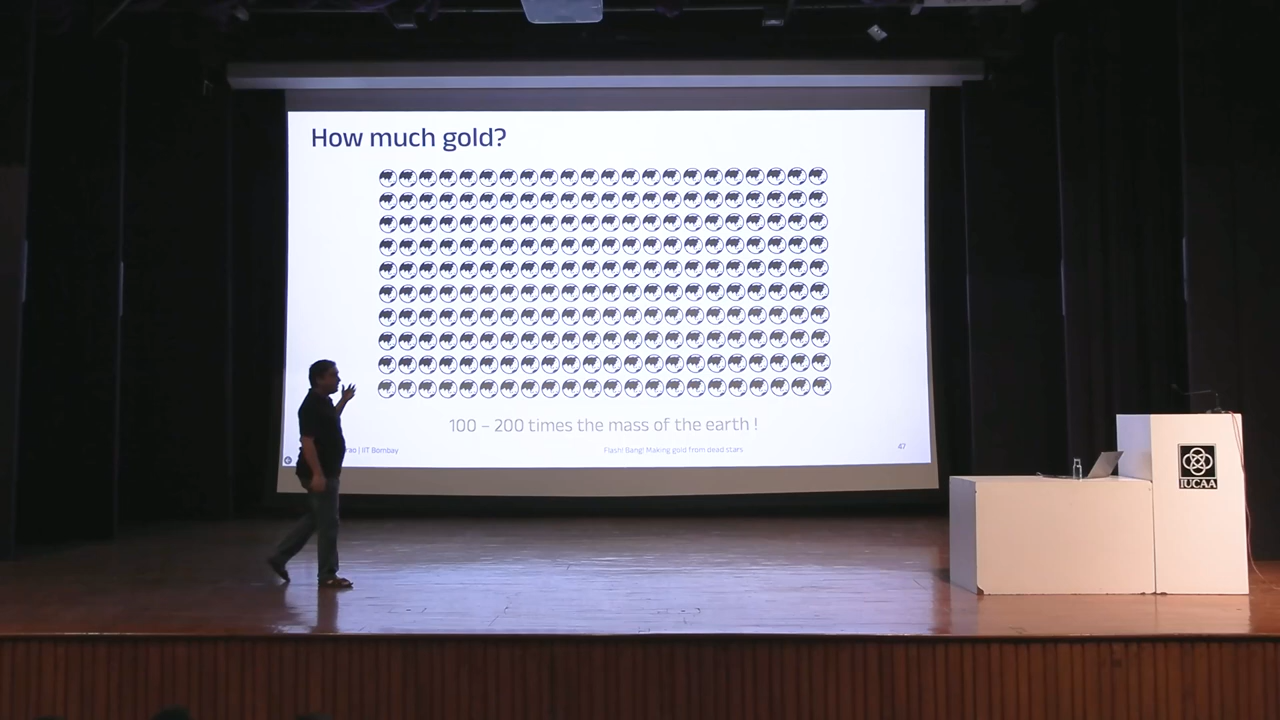 How much gold?
100 – 200 times the mass of the earth !
IIT Bombay
Flash! Bang! Making gold from dead stars
47
IUCAA